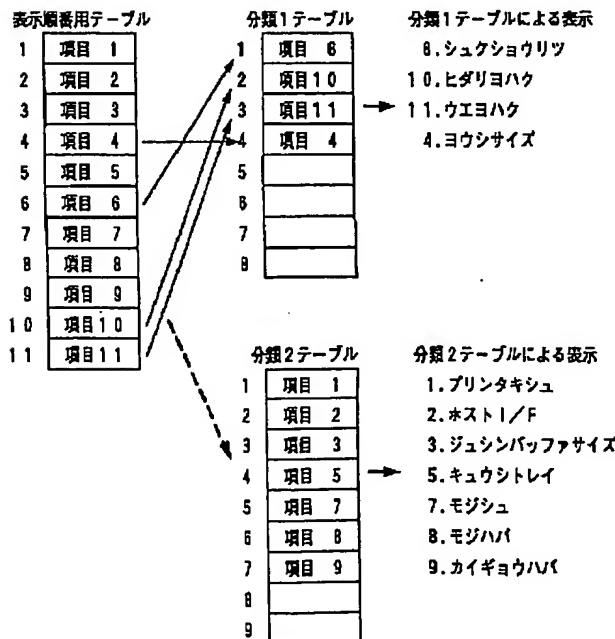 表示順番用テーブル
1 項目 1
2 項目 2
3 項目 3
4 項目 4
5 項目 5
6 項目 6
7 項目 7
8 項目 8
9 項目 9
10 項目10
11 項目11
分類1テーブル
1 項目 6
2 項目10
3 項目11
4 項目 4
5
6
7
8
分類1テーブルによる表示
6.シュクショウリツ
10.ヒダリヨハク
11.ウエヨハク
4.ヨウシサイズ
分類2テーブル
1 項目 1
2 項目 2
3 項目 3
4 項目 5
5 項目 7
6 項目 8
7 項目 9
8
9
分類2テーブルによる表示
1.プリンタキシュ
2.ホストI/F
3.ジュシンバッファサイズ
5.キュウシトレイ
7.モジシュ
8.モジハバ
9.カイギョウハバ